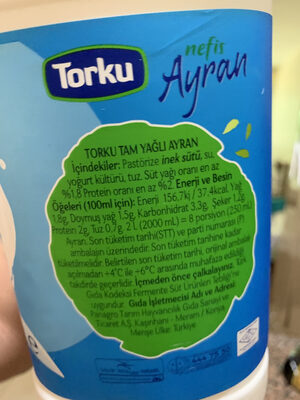 Torku
nefis
Ayran
TORKU TAM YAĞLI AYRAN
İçindekiler: Pastörize inek sütü, su,
yoğurt kültürü, tuz. Süt yağı oranı en az
%1,8 Protein oranı en az %2. Enerji ve Besin
Öğeleri (100ml için): Enerji 156,7kj / 37,4kcal, Yağ
1,8g, Doymuş yağ 1,5g, Karbonhidrat 3,3g, Şeker 1,2g
Protein 2g, Tuz 0,7g. 2 L (2000 mL) = 8 porsiyon (250 mL)
Ayran. Son tüketim tarihi(STT) ve parti numarası (P)
ambalajın üzerindedir. Son tüketim tarihine kadar
tüketilmelidir. Belirtilen son tüketim tarihi, orijinal ambalajı
açılmadan +4°C ile +6°C arasında muhafaza edildiği
takdirde geçerlidir. İçmeden önce çalkalayınız.
Gıda Kodeksi Fermente Süt Ürünleri Tebliği'ne
uygundur. Gıda İşletmecisi Adı ve Adresi:
Panagro Tarım Hayvancılık Gıda Sanayi ve
Ticaret A.Ş. Kaşınhanı - Meram / Konya
Menşe Ülke: Türkiye
444